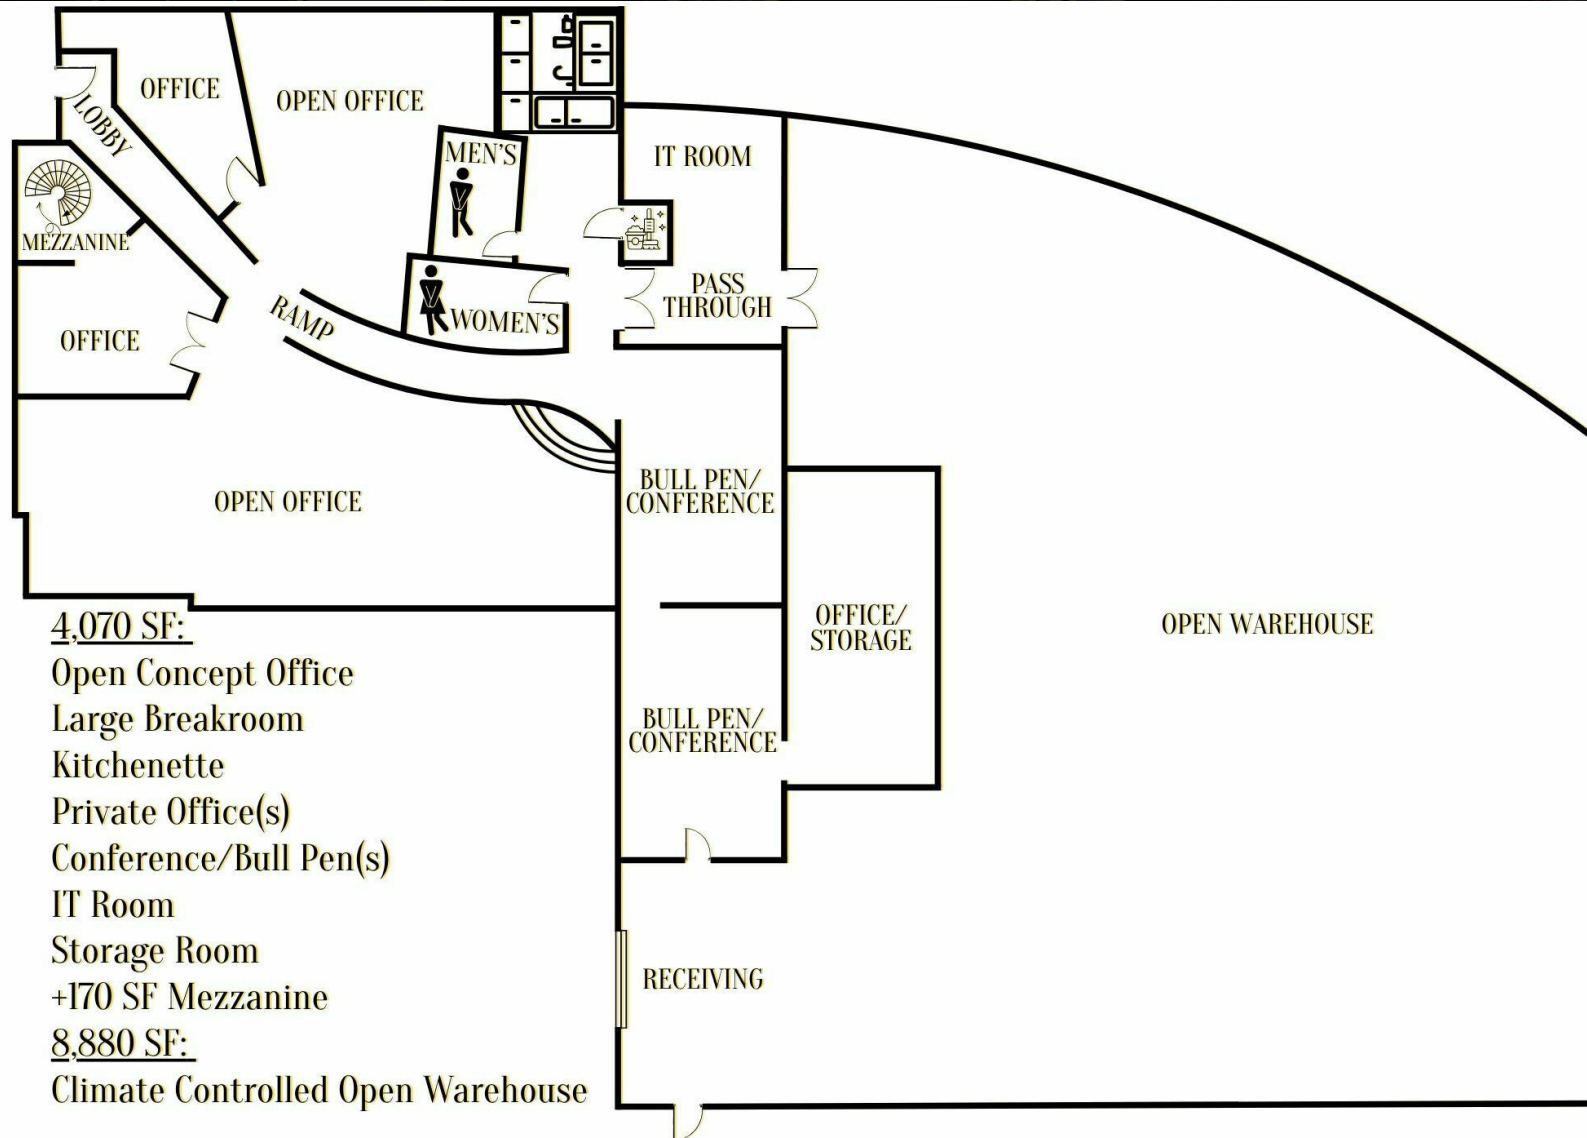 OFFICE
OPEN OFFICE
LOBBY
MEN'S
IT ROOM
MEZZANINE
PASS
THROUGH
RAMP
WOMEN'S
OFFICE
OPEN OFFICE
BULL PEN/
CONFERENCE
OFFICE/
STORAGE
OPEN WAREHOUSE
BULL PEN/
CONFERENCE
RECEIVING
4,070 SF:
Open Concept Office
Large Breakroom
Kitchenette
Private Office(s)
Conference/Bull Pen(s)
IT Room
Storage Room
+170 SF Mezzanine
8,880 SF:
Climate Controlled Open Warehouse